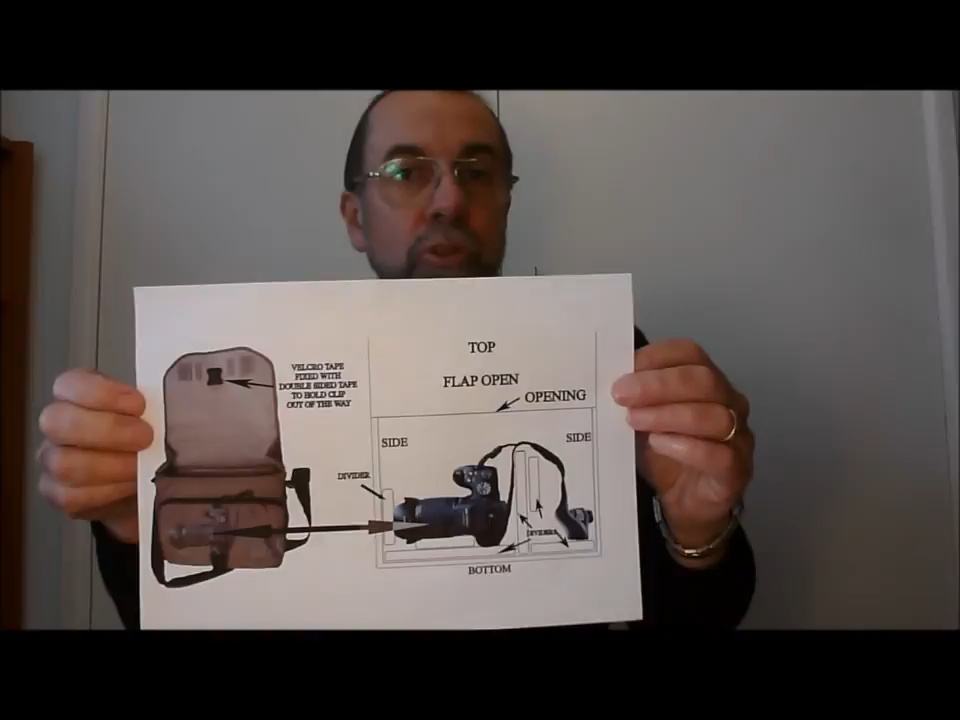 VELCRO TAPE
FIXED WITH
DOUBLE SIDED TAPE
TO HOLD CLIP
OUT OF THE WAY
TOP
FLAP OPEN
OPENING
SIDE
SIDE
DIVIDER
DIVIDERS
BOTTOM